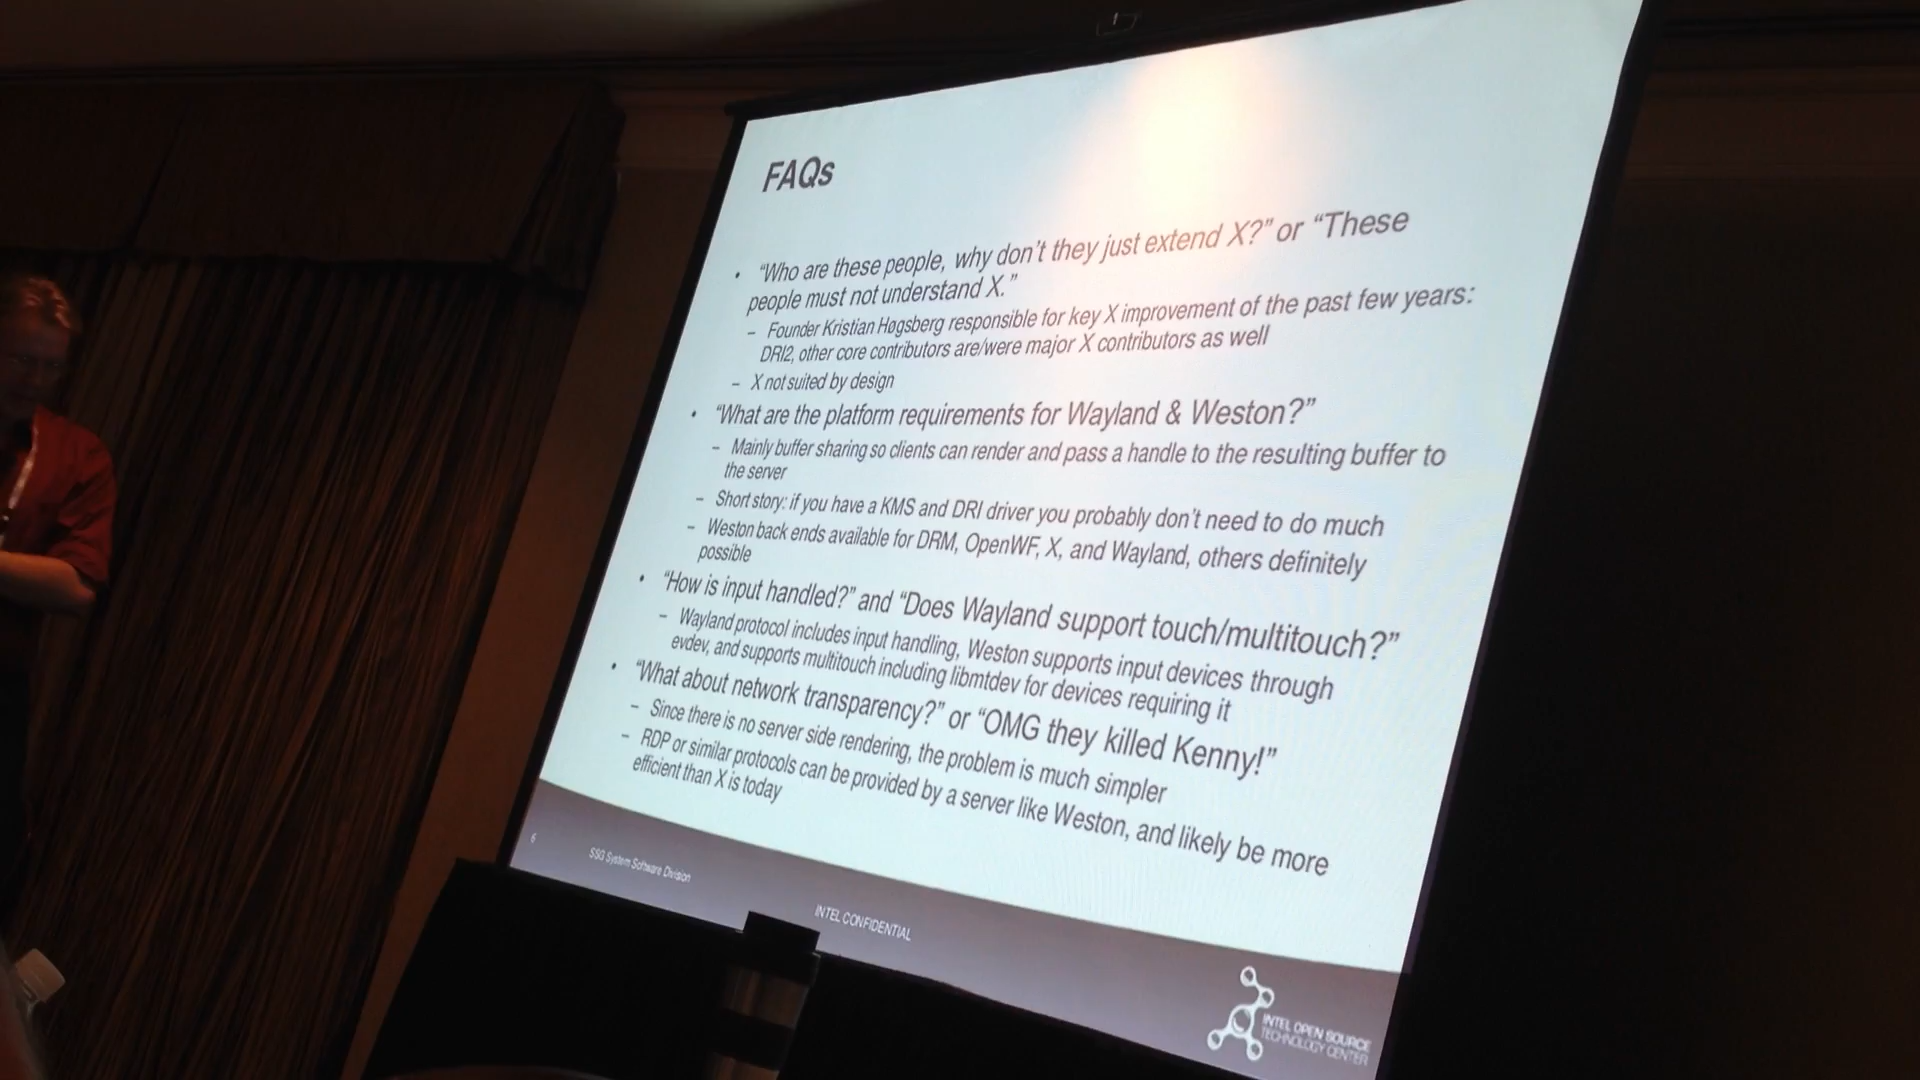 FAQs
• “Who are these people, why don’t they just extend X?” or “These
people must not understand X.”
– Founder Kristian Høgsberg responsible for key X improvement of the past few years:
DRI2, other core contributors are/were major X contributors as well
– X not suited by design
• “What are the platform requirements for Wayland & Weston?”
– Mainly buffer sharing so clients can render and pass a handle to the resulting buffer to
the server
– Short story: if you have a KMS and DRI driver you probably don’t need to do much
– Weston back ends available for DRM, OpenWF, X, and Wayland, others definitely
possible
• “How is input handled?” and “Does Wayland support touch/multitouch?”
– Wayland protocol includes input handling, Weston supports input devices through
evdev, and supports multitouch including libmtdev for devices requiring it
• “What about network transparency?” or “OMG they killed Kenny!”
– Since there is no server side rendering, the problem is much simpler
– RDP or similar protocols can be provided by a server like Weston, and likely be more
efficient than X is today
6
SSG System Software Division
INTEL CONFIDENTIAL
INTEL OPEN SOURCE
TECHNOLOGY CENTER